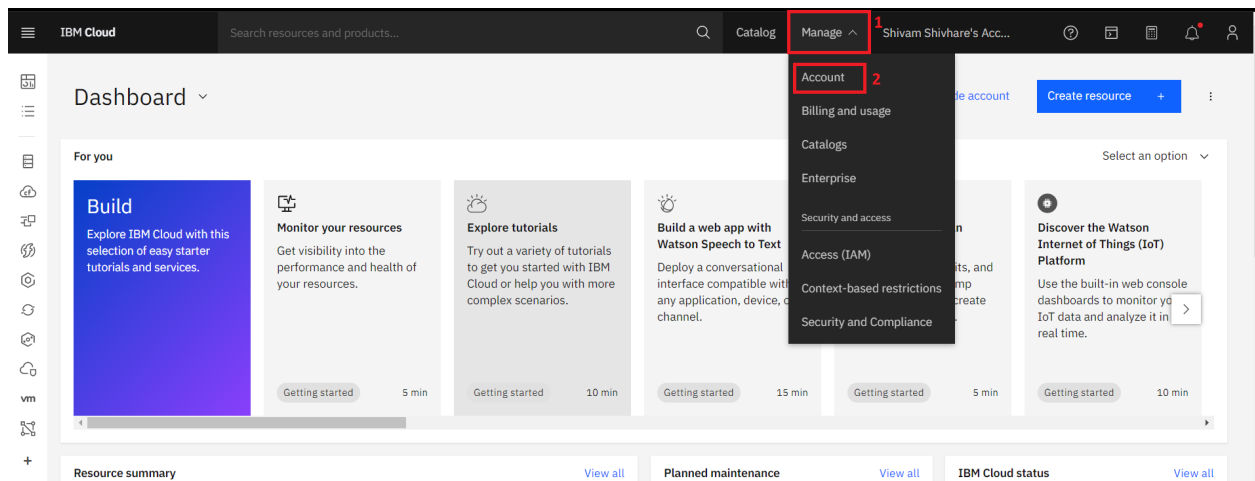 IBM Cloud
Search resources and products...
Catalog
Manage
1
Shivam Shivhare's Acc...
Account
2
Billing and usage
Catalogs
Enterprise
Security and access
Access (IAM)
Context-based restrictions
Security and Compliance
Dashboard
account
Create resource +
For you
Select an option
Build
Explore IBM Cloud with this
selection of easy starter
tutorials and services.
Monitor your resources
Get visibility into the
performance and health of
your resources.
Getting started 5 min
Explore tutorials
Try out a variety of tutorials
to get you started with IBM
Cloud or help you with more
complex scenarios.
Getting started 10 min
Build a web app with
Watson Speech to Text
Deploy a conversational
interface compatible with
any application, device,
channel.
Getting started 15 min
its, and
create
Getting started 5 min
Discover the Watson
Internet of Things (IoT)
Platform
Use the built-in web console
dashboards to monitor
IoT data and analyze it in
real time.
Getting started 10 min
vm
Resource summary
View all
Planned maintenance
View all
IBM Cloud status
View all